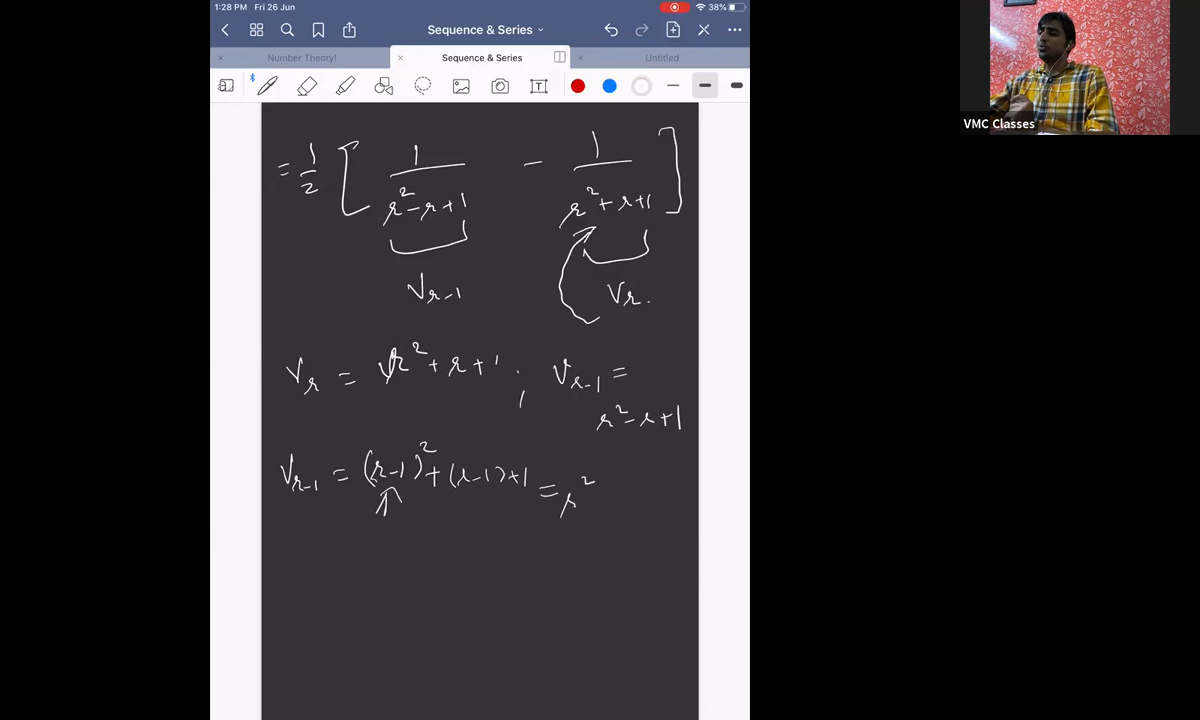 1:28 PM Fri 26 Jun
38%
Sequence & Series
Number Theory!
Sequence & Series
Untitled
T
VMC Classes
= 1/2 [ 1/(r² - r + 1) - 1/(r² + r + 1) ]
V_{r-1}
V_r.
V_r = r² + r + 1 ; V_{r-1} =
r² - r + 1
V_{r-1} = (r-1)² + (r-1) + 1 = r²